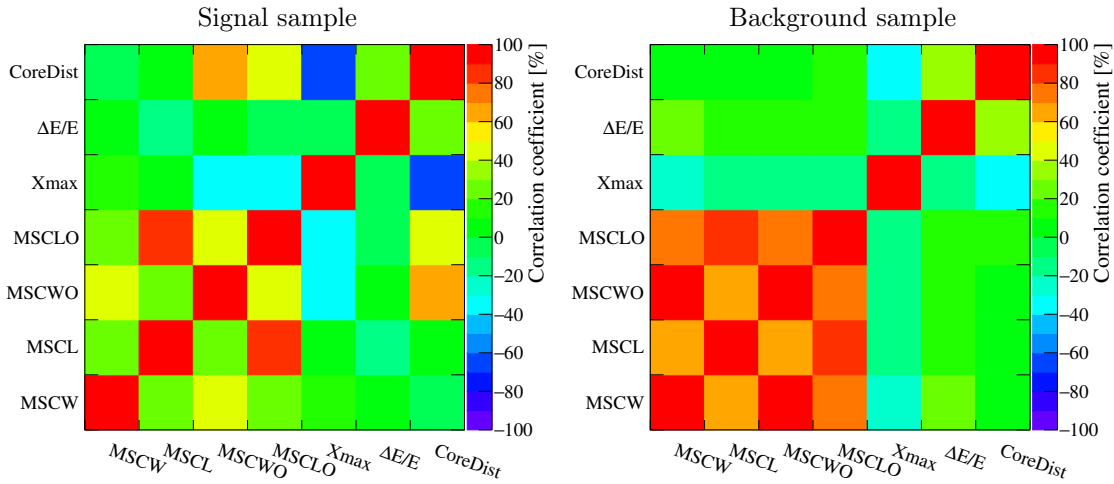 Signal sample
CoreDist
ΔE/E
Xmax
MSCLO
MSCWO
MSCL
MSCW
MSCW
MSCL
MSCWO
MSCLO
Xmax
ΔE/E
CoreDist
100
80
60
40
20
0
−20
−40
−60
−80
−100
Correlation coefficient [%]
Background sample
CoreDist
ΔE/E
Xmax
MSCLO
MSCWO
MSCL
MSCW
MSCW
MSCL
MSCWO
MSCLO
Xmax
ΔE/E
CoreDist
100
80
60
40
20
0
−20
−40
−60
−80
−100
Correlation coefficient [%]